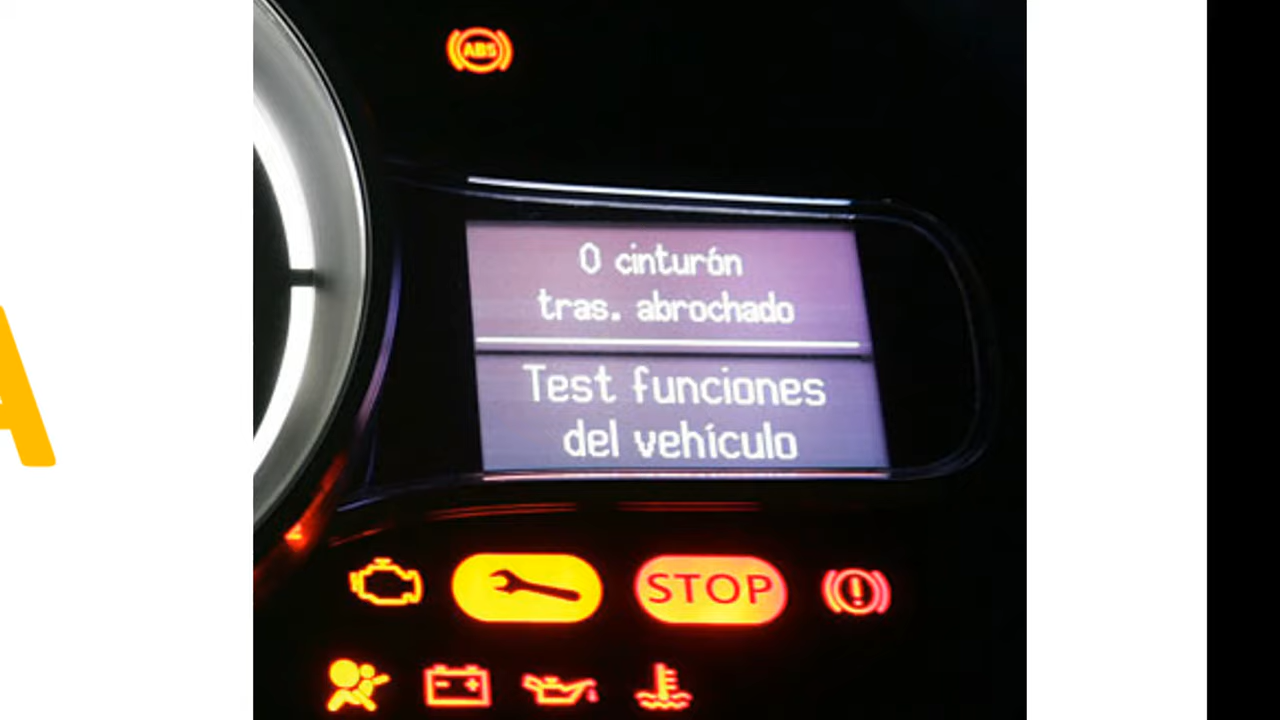 ABS
0 cinturón
tras. abrochado
Test funciones
del vehículo
STOP
A